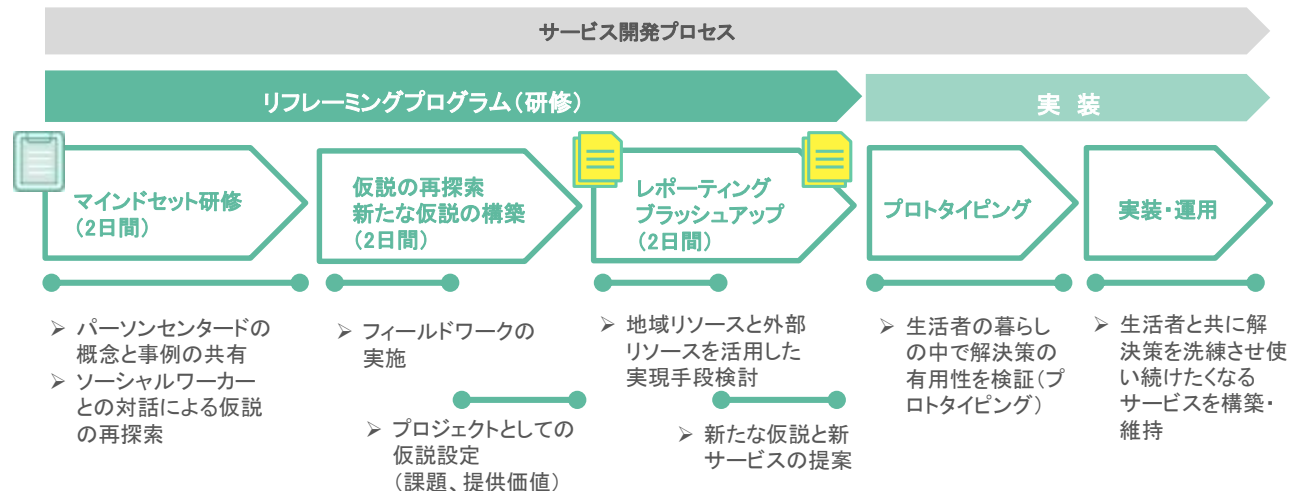 サービス開発プロセス
リフレーミングプログラム(研修)
実 装
マインドセット研修
(2日間)
仮説の再探索
新たな仮説の構築
(2日間)
レポーティング
ブラッシュアップ
(2日間)
プロトタイピング
実装・運用
➢ パーソンセンタードの
概念と事例の共有
➢ ソーシャルワーカー
との対話による仮説
の再探索
➢ フィールドワークの
実施
➢ プロジェクトとしての
仮説設定
(課題、提供価値)
➢ 地域リソースと外部
リソースを活用した
実現手段検討
➢ 新たな仮説と新
サービスの提案
➢ 生活者の暮らし
の中で解決策の
有用性を検証(プ
ロトタイピング)
➢ 生活者と共に解
決策を洗練させ使
い続けたくなる
サービスを構築・
維持